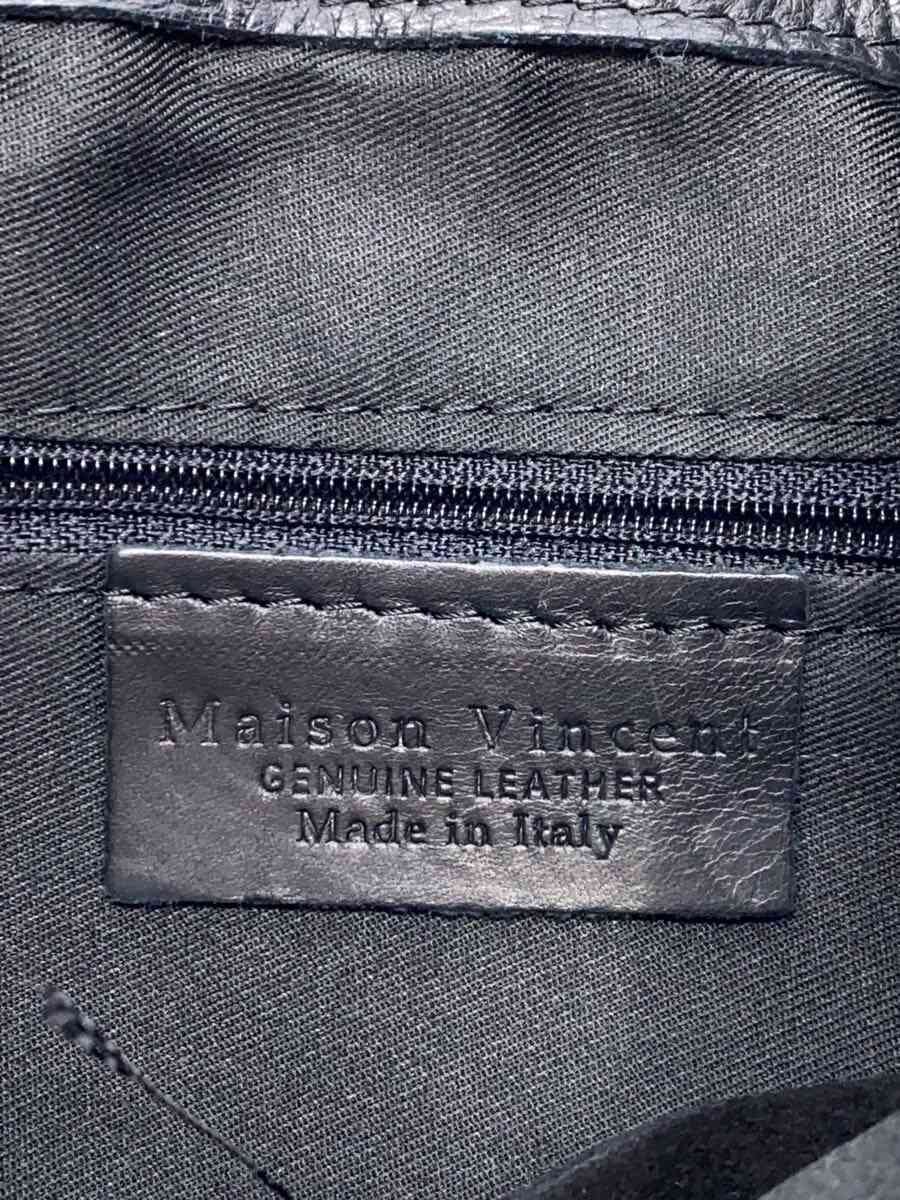 Maison Vincent
GENUINE LEATHER
Made in Italy